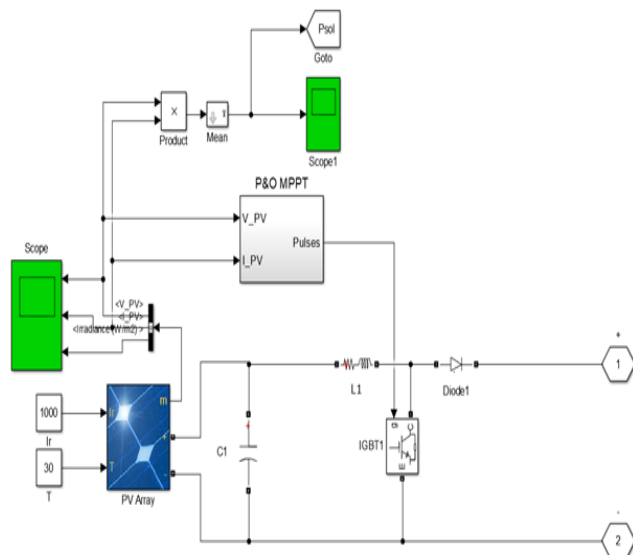 Psol
Goto
×
Product
Mean
Scope1
P&O MPPT
V_PV
I_PV
Pulses
Scope
<V_PV>
<I_PV>
<Irradiance (W/m2) >
m
1000
Ir
Ir
30
T
T
+
-
PV Array
C1
+
L1
Diode1
g
C
E
IGBT1
+
1
-
2